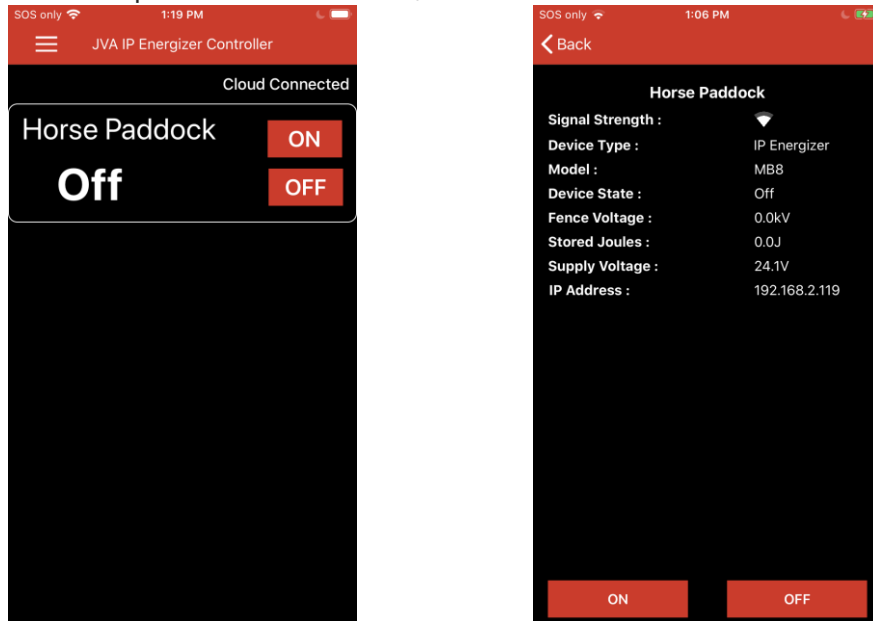 SOS only 1:19 PM
JVA IP Energizer Controller
Cloud Connected
Horse Paddock
ON
Off
OFF
SOS only 1:06 PM
Back
Horse Paddock
Signal Strength :
Device Type : IP Energizer
Model : MB8
Device State : Off
Fence Voltage : 0.0kV
Stored Joules : 0.0J
Supply Voltage : 24.1V
IP Address : 192.168.2.119
ON OFF